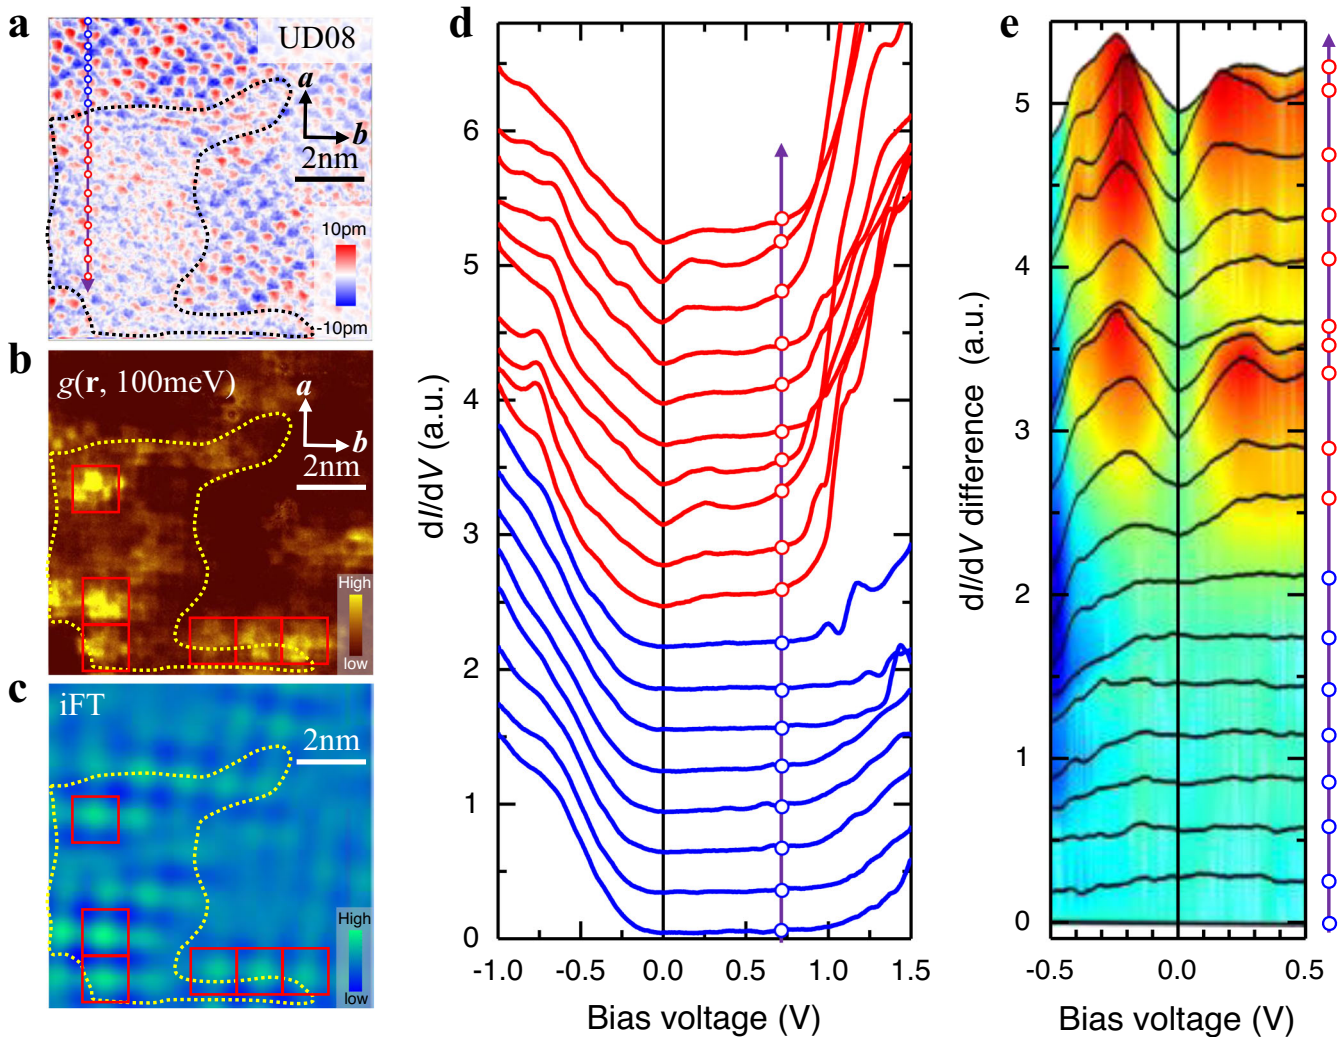 a
UD08
a
b
2nm
10pm
-10pm
b
g(r, 100meV)
a
b
2nm
High
low
c
iFT
2nm
High
low
d
dI/dV (a.u.)
6
5
4
3
2
1
0
-1.0 -0.5 0.0 0.5 1.0 1.5
Bias voltage (V)
e
dI/dV difference (a.u.)
5
4
3
2
1
0
-0.5 0.0 0.5
Bias voltage (V)